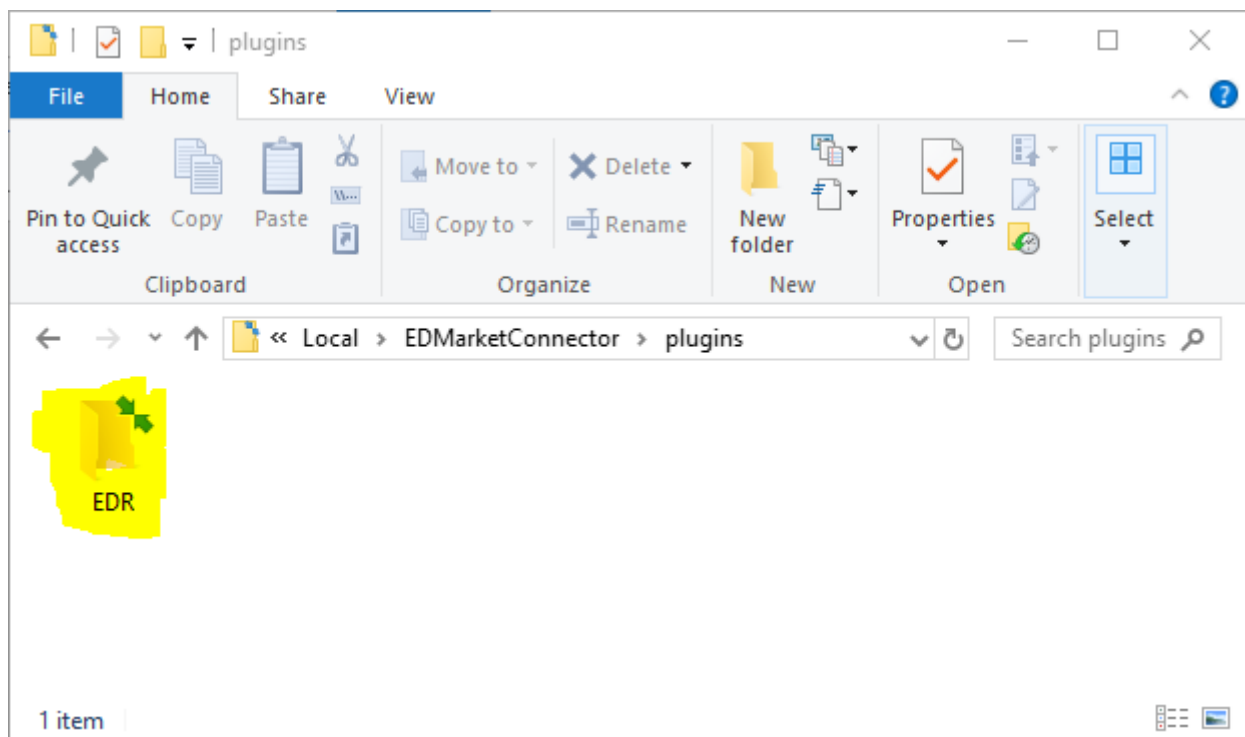 plugins
File Home Share View
Pin to Quick access
Copy
Paste
Clipboard
Move to
Copy to
Delete
Rename
Organize
New folder
New
Properties
Open
Select
« Local > EDMarketConnector > plugins
Search plugins
EDR
1 item